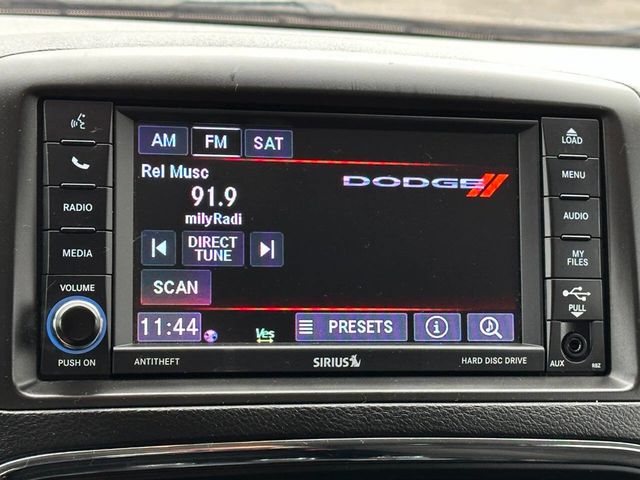 AM FM SAT
Rel Musc
91.9
milyRadi
DODGE
DIRECT
TUNE
SCAN
11:44
Yes
PRESETS
RADIO
MEDIA
VOLUME
PUSH ON
ANTITHEFT
SIRIUS
HARD DISC DRIVE
LOAD
MENU
AUDIO
MY
FILES
PULL
AUX
RBZ